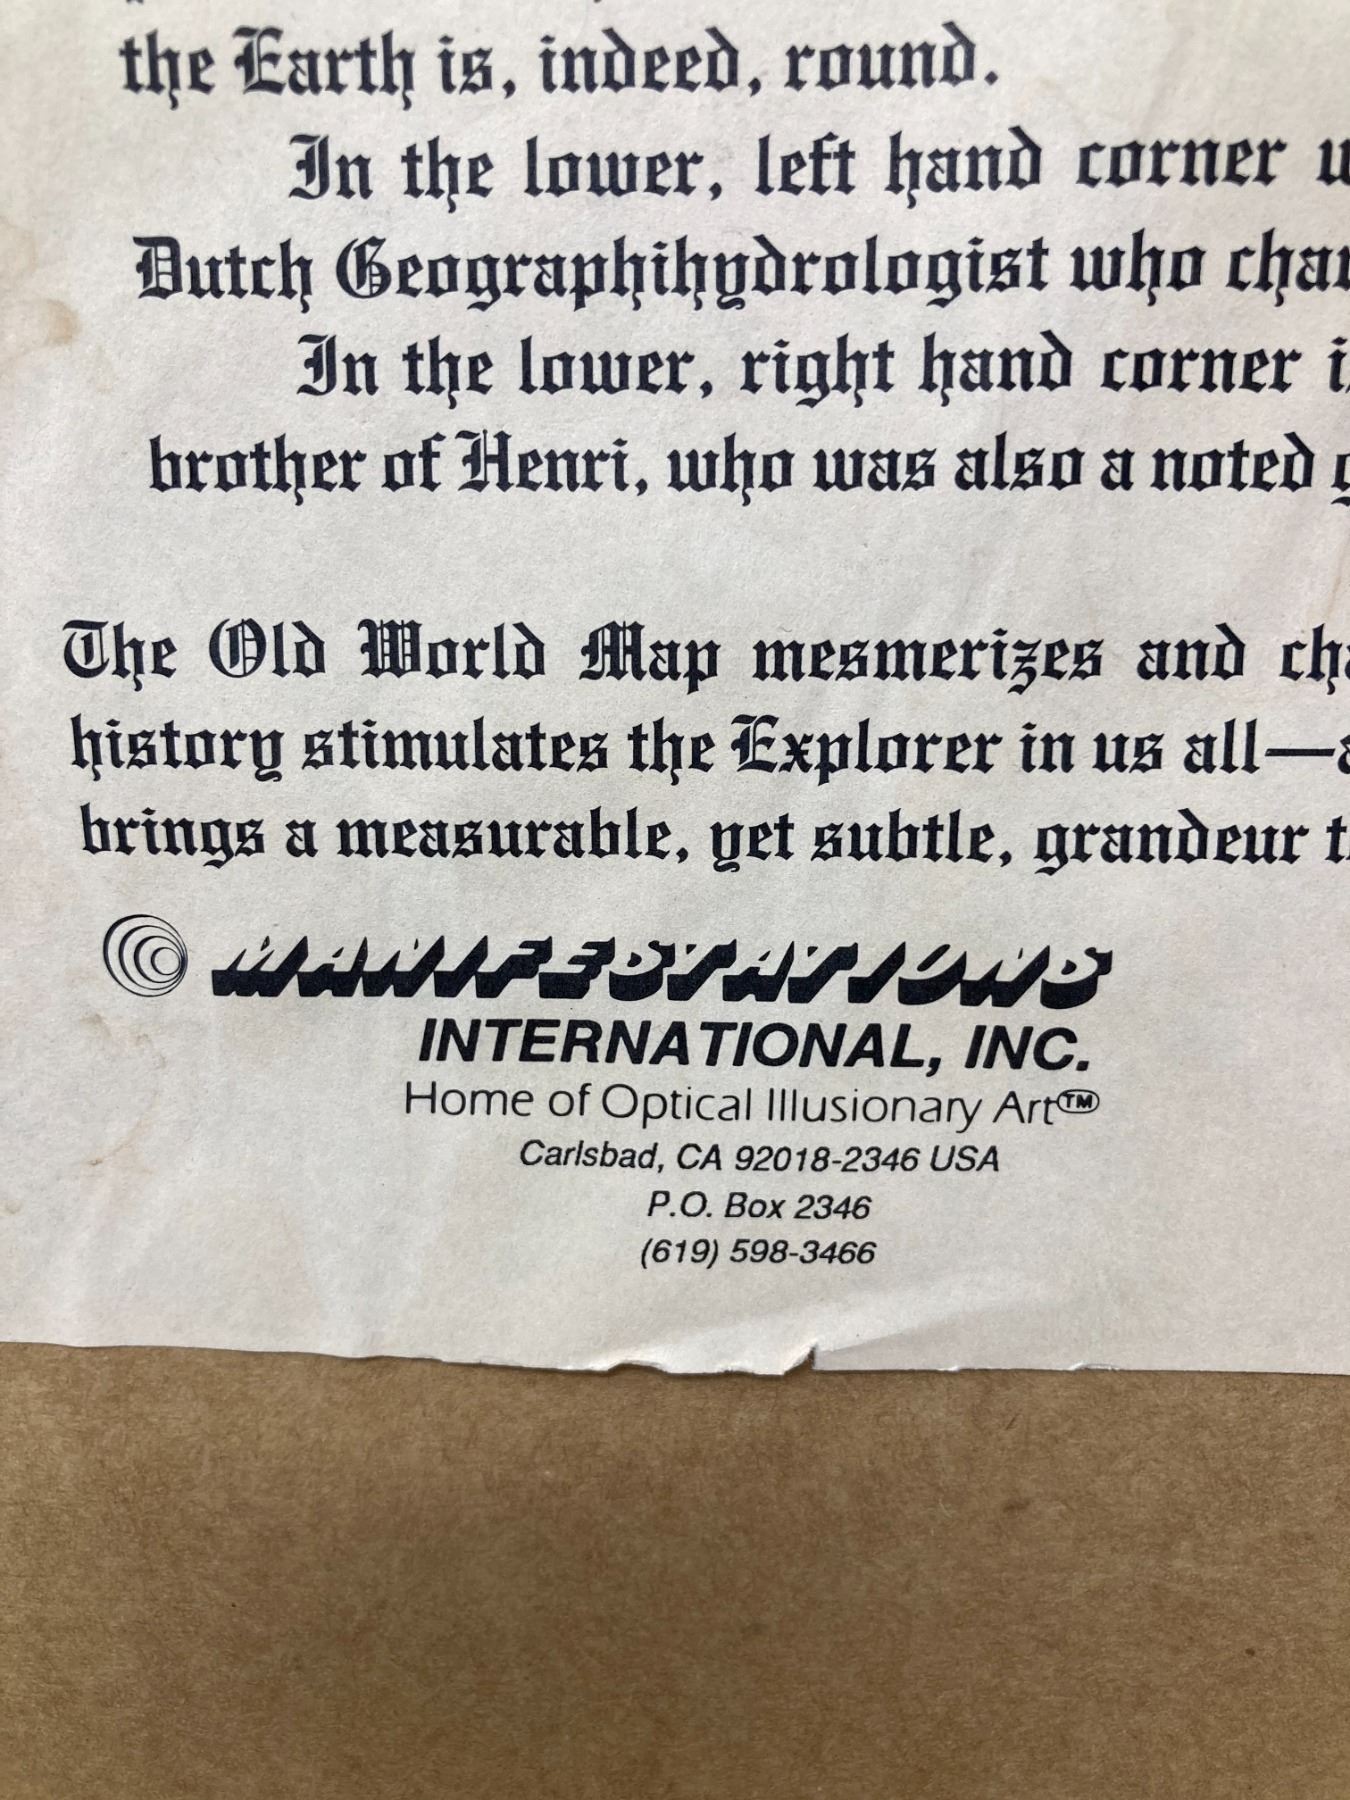 the Earth is, indeed, round.
In the lower, left hand corner
Dutch Geographihydrologist who
In the lower, right hand corner
brother of Henri, who was also a noted
The Old World Map mesmerizes and
history stimulates the Explorer in us all—
brings a measurable, yet subtle, grandeur
MANIFESTATIONS
INTERNATIONAL, INC.
Home of Optical Illusionary Art™
Carlsbad, CA 92018-2346 USA
P.O. Box 2346
(619) 598-3466